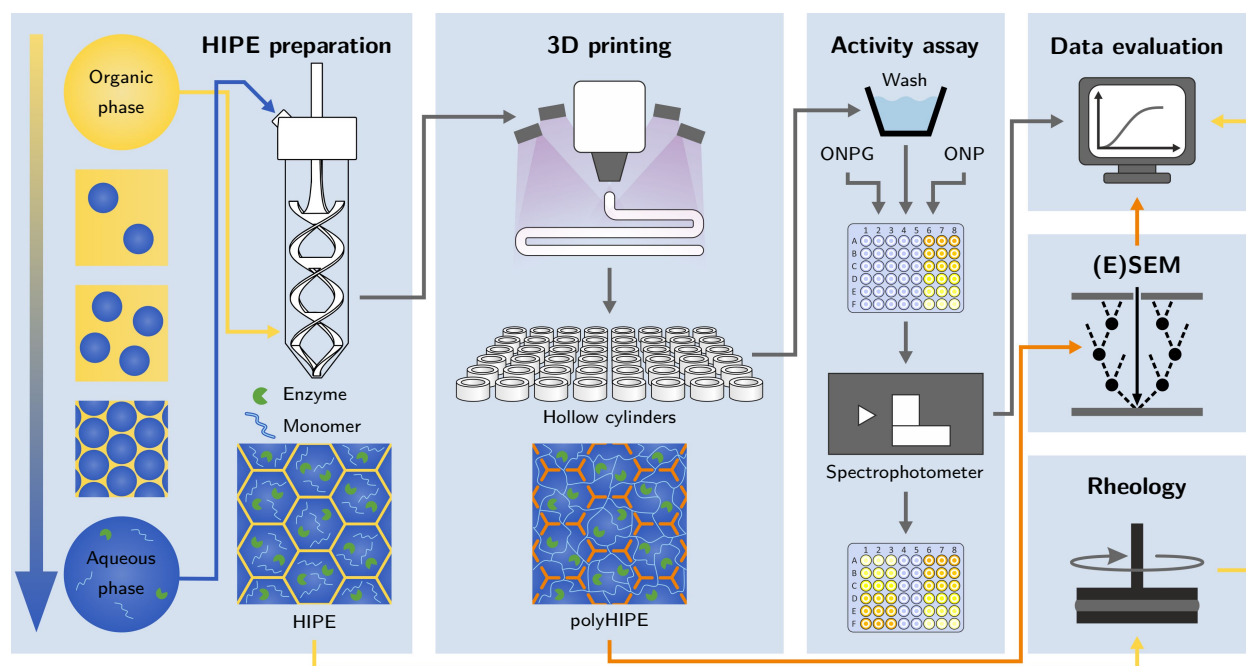 HIPE preparation
Organic
phase
Enzyme
Monomer
Aqueous
phase
HIPE
3D printing
Hollow cylinders
polyHIPE
Activity assay
Wash
ONPG
ONP
1 2 3 4 5 6 7 8
A
B
C
D
E
F
Spectrophotometer
1 2 3 4 5 6 7 8
A
B
C
D
E
F
Data evaluation
(E)SEM
Rheology